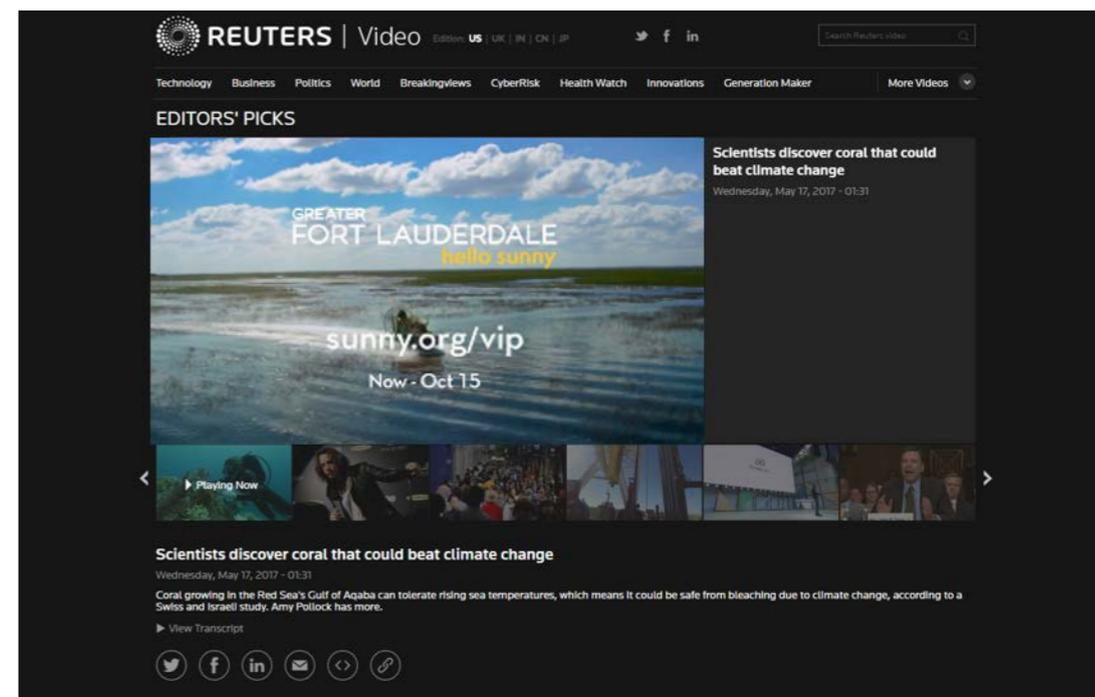 REUTERS | Video Edition: US | UK | IN | CN | JP
Search Reuters video
Technology Business Politics World Breakingviews CyberRisk Health Watch Innovations Generation Maker More Videos
EDITORS' PICKS
GREATER
FORT LAUDERDALE
hello sunny
sunny.org/vip
Now - Oct 15
Scientists discover coral that could
beat climate change
Wednesday, May 17, 2017 - 01:31
Playing Now
Scientists discover coral that could beat climate change
Wednesday, May 17, 2017 - 01:31
Coral growing in the Red Sea's Gulf of Aqaba can tolerate rising sea temperatures, which means it could be safe from bleaching due to climate change, according to a
Swiss and Israeli study. Amy Pollock has more.
View Transcript